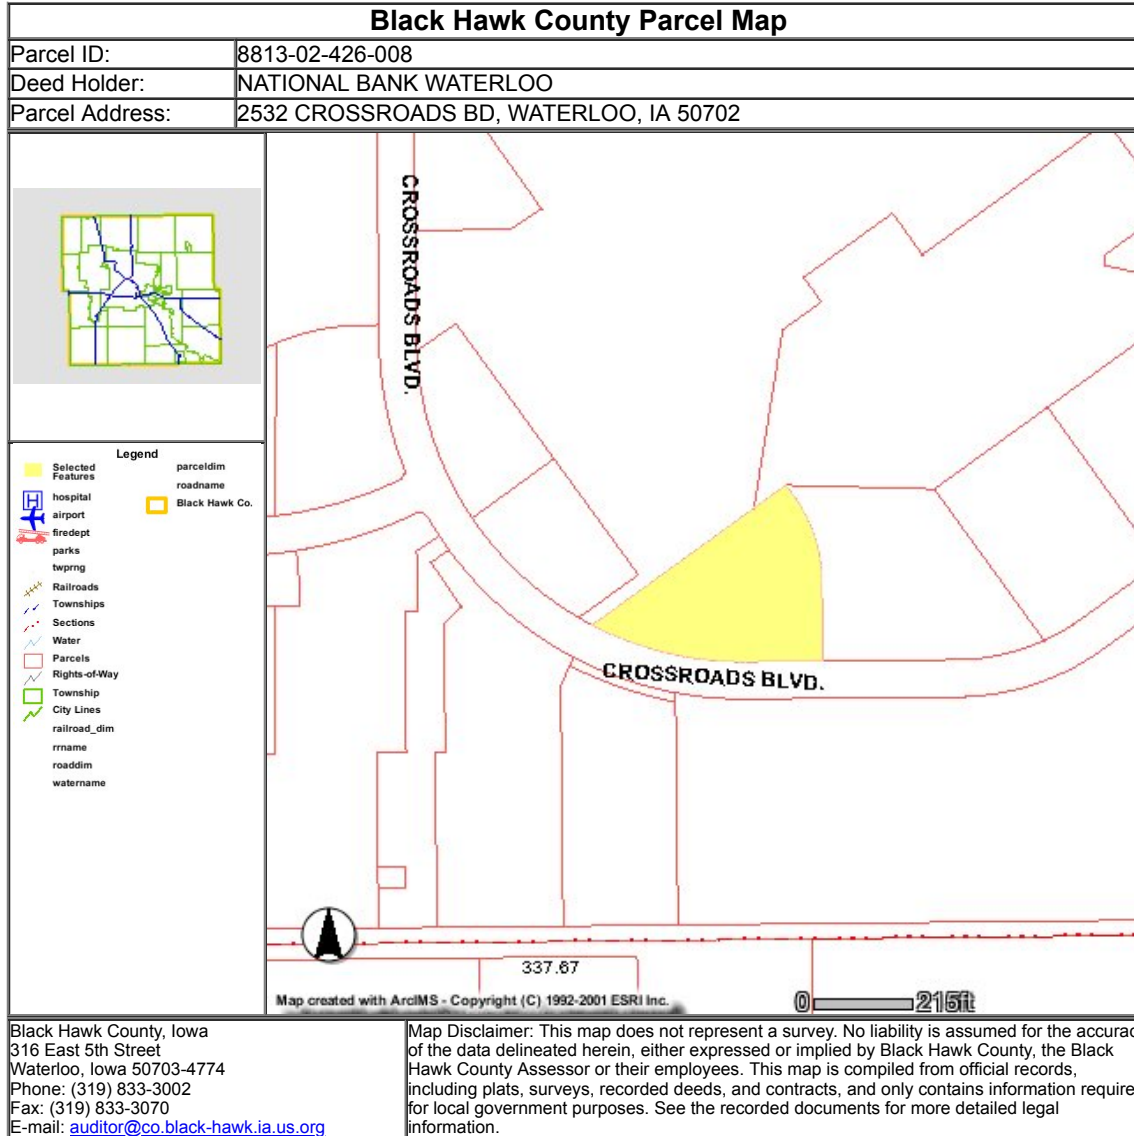 Black Hawk County Parcel Map
Parcel ID: 8813-02-426-008
Deed Holder: NATIONAL BANK WATERLOO
Parcel Address: 2532 CROSSROADS BD, WATERLOO, IA 50702
CROSSROADS BLVD.
CROSSROADS BLVD.
Legend
Selected
Features
hospital
airport
firedept
parks
twprng
Railroads
Townships
Sections
Water
Parcels
Rights-of-Way
Township
City Lines
railroad_dim
rrname
roaddim
watername
parceldim
roadname
Black Hawk Co.
337.67
Map created with ArcIMS - Copyright (C) 1992-2001 ESRI Inc.
0 215ft
Black Hawk County, Iowa
316 East 5th Street
Waterloo, Iowa 50703-4774
Phone: (319) 833-3002
Fax: (319) 833-3070
E-mail: auditor@co.black-hawk.ia.us.org
Map Disclaimer: This map does not represent a survey. No liability is assumed for the accurac
of the data delineated herein, either expressed or implied by Black Hawk County, the Black
Hawk County Assessor or their employees. This map is compiled from official records,
including plats, surveys, recorded deeds, and contracts, and only contains information require
for local government purposes. See the recorded documents for more detailed legal
information.